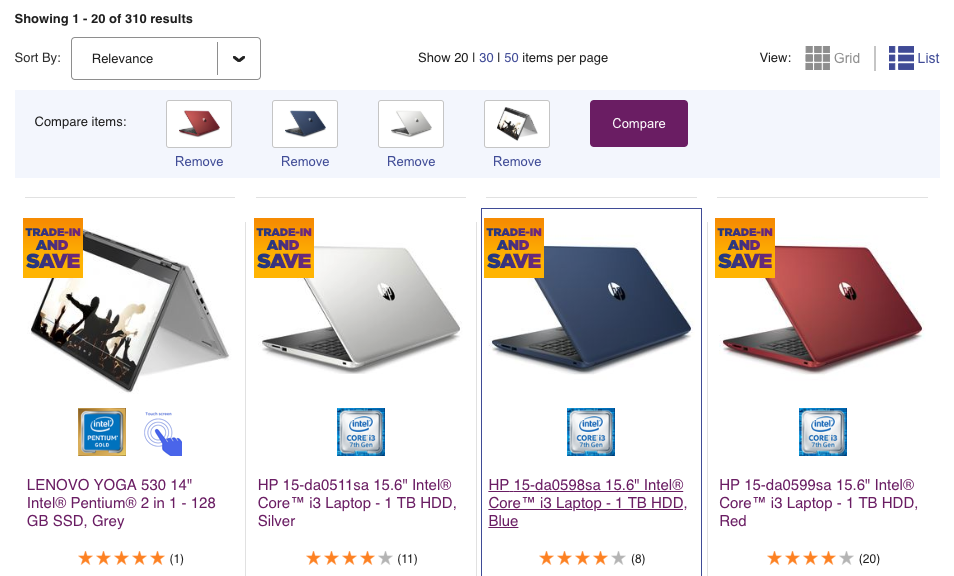 Showing 1 - 20 of 310 results
Sort By:
Relevance
Show 20 | 30 | 50 items per page
View:
Grid
List
Compare items:
Remove
Remove
Remove
Remove
Compare
TRADE-IN
AND
SAVE
TRADE-IN
AND
SAVE
TRADE-IN
AND
SAVE
TRADE-IN
AND
SAVE
hp
hp
hp
intel
PENTIUM®
GOLD
Touch screen
intel
CORE i3
7th Gen
intel
CORE i3
7th Gen
intel
CORE i3
7th Gen
LENOVO YOGA 530 14"
Intel® Pentium® 2 in 1 - 128
GB SSD, Grey
HP 15-da0511sa 15.6" Intel®
Core™ i3 Laptop - 1 TB HDD,
Silver
HP 15-da0598sa 15.6" Intel®
Core™ i3 Laptop - 1 TB HDD,
Blue
HP 15-da0599sa 15.6" Intel®
Core™ i3 Laptop - 1 TB HDD,
Red
(1)
(11)
(8)
(20)